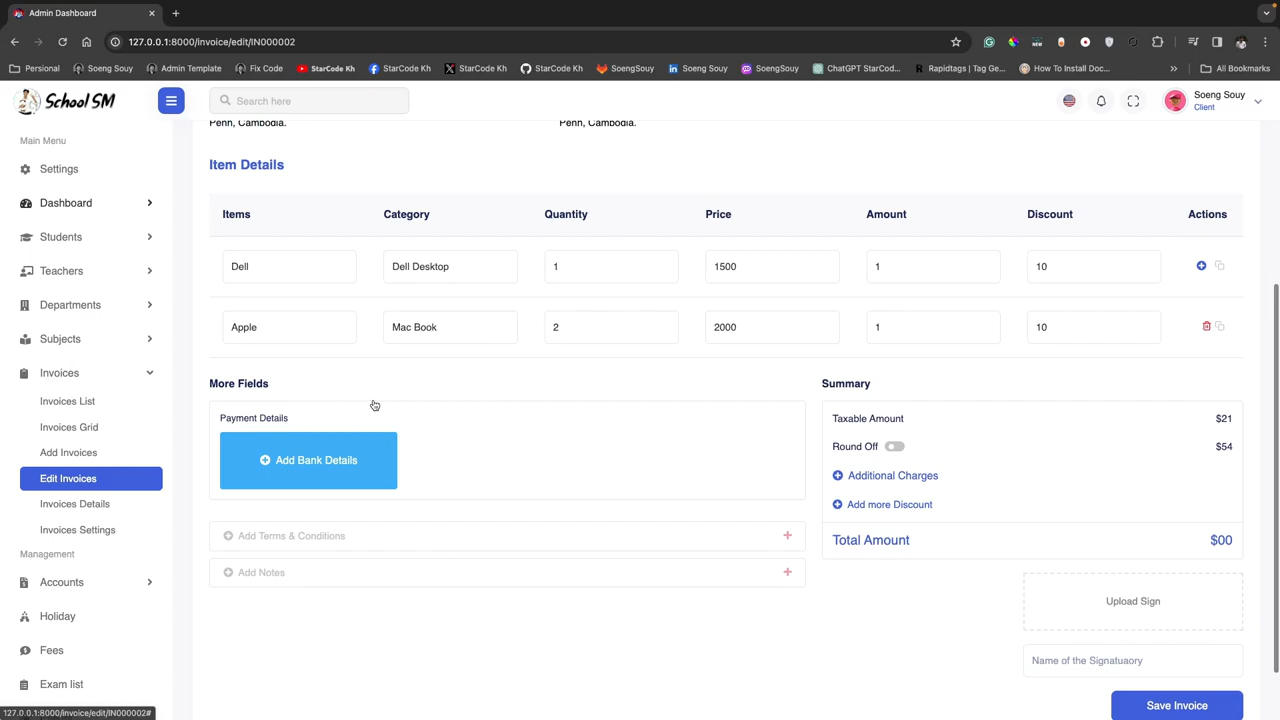 Admin Dashboard
127.0.0.1:8000/invoice/edit/IN000002
Personal
Soeng Souy
Admin Template
Fix Code
StarCode Kh
StarCode Kh
StarCode Kh
StarCode Kh
SoengSouy
Soeng Souy
SoengSouy
ChatGPT StarCod...
Rapidtags | Tag Ge...
How To Install Doc...
All Bookmarks
School SM
Search here
Soeng Souy
Client
Main Menu
Settings
Dashboard
Students
Teachers
Departments
Subjects
Invoices
Invoices List
Invoices Grid
Add Invoices
Edit Invoices
Invoices Details
Invoices Settings
Management
Accounts
Holiday
Fees
Exam list
127.0.0.1:8000/invoice/edit/IN000002#
Penh, Cambodia.
Penn, Cambodia.
Item Details
Items Category Quantity Price Amount Discount Actions
Dell Dell Desktop 1 1500 1 10
Apple Mac Book 2 2000 1 10
More Fields
Payment Details
Add Bank Details
Add Terms & Conditions
Add Notes
Summary
Taxable Amount $21
Round Off $54
Additional Charges
Add more Discount
Total Amount $00
Upload Sign
Name of the Signatuaory
Save Invoice